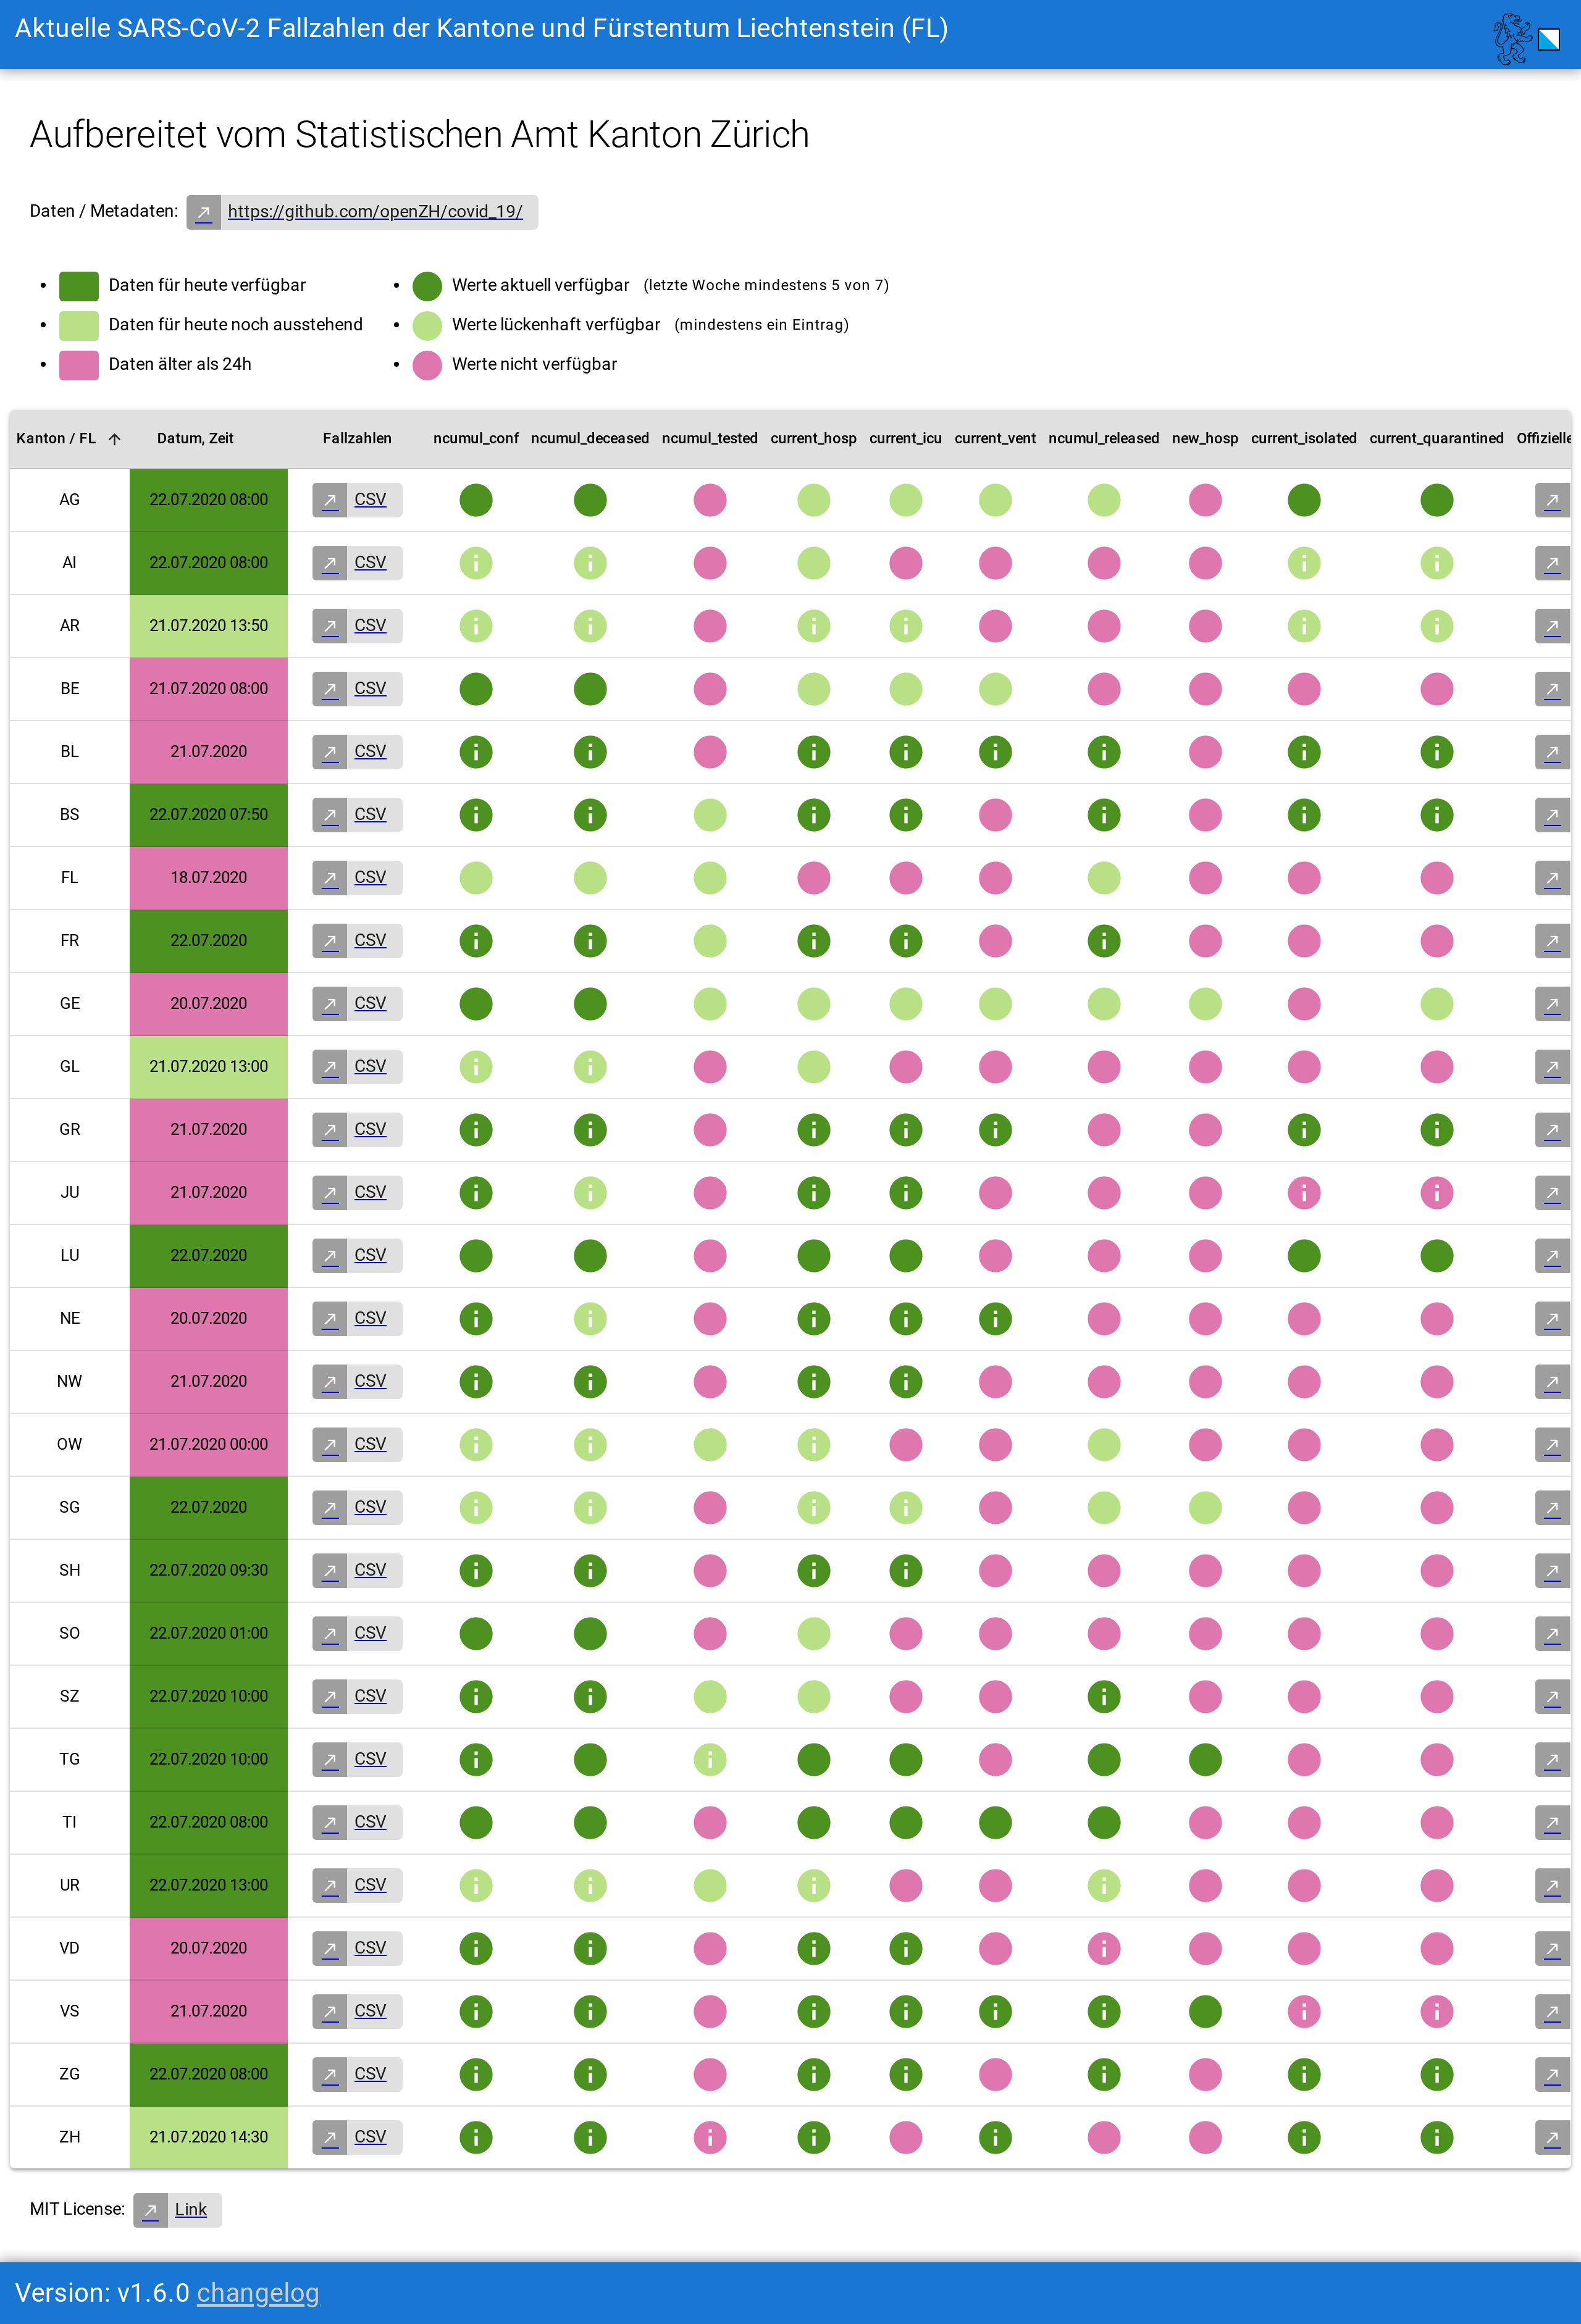 Aktuelle SARS-CoV-2 Fallzahlen der Kantone und Fürstentum Liechtenstein (FL)
Aufbereitet vom Statistischen Amt Kanton Zürich
Daten / Metadaten: https://github.com/openZH/covid_19/
Daten für heute verfügbar
Daten für heute noch ausstehend
Daten älter als 24h
Werte aktuell verfügbar (letzte Woche mindestens 5 von 7)
Werte lückenhaft verfügbar (mindestens ein Eintrag)
Werte nicht verfügbar
Kanton / FL Datum, Zeit Fallzahlen ncumul_conf ncumul_deceased ncumul_tested current_hosp current_icu current_vent ncumul_released new_hosp current_isolated current_quarantined Offizielle
AG 22.07.2020 08:00 CSV
AI 22.07.2020 08:00 CSV
AR 21.07.2020 13:50 CSV
BE 21.07.2020 08:00 CSV
BL 21.07.2020 CSV
BS 22.07.2020 07:50 CSV
FL 18.07.2020 CSV
FR 22.07.2020 CSV
GE 20.07.2020 CSV
GL 21.07.2020 13:00 CSV
GR 21.07.2020 CSV
JU 21.07.2020 CSV
LU 22.07.2020 CSV
NE 20.07.2020 CSV
NW 21.07.2020 CSV
OW 21.07.2020 00:00 CSV
SG 22.07.2020 CSV
SH 22.07.2020 09:30 CSV
SO 22.07.2020 01:00 CSV
SZ 22.07.2020 10:00 CSV
TG 22.07.2020 10:00 CSV
TI 22.07.2020 08:00 CSV
UR 22.07.2020 13:00 CSV
VD 20.07.2020 CSV
VS 21.07.2020 CSV
ZG 22.07.2020 08:00 CSV
ZH 21.07.2020 14:30 CSV
MIT License: Link
Version: v1.6.0 changelog